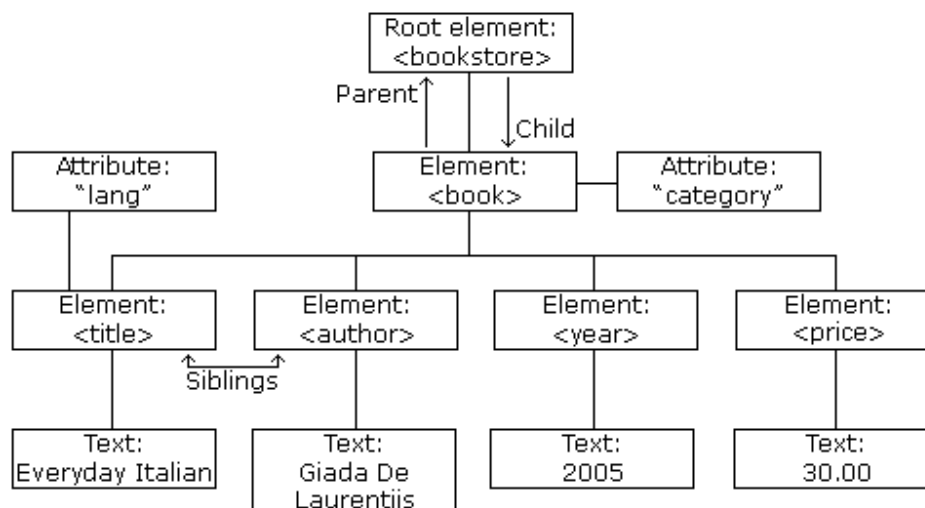 Root element:
<bookstore>
Parent
Child
Attribute:
“lang”
Element:
<book>
Attribute:
“category”
Element:
<title>
Element:
<author>
Element:
<year>
Element:
<price>
Siblings
Text:
Everyday Italian
Text:
Giada De
Laurentiis
Text:
2005
Text:
30.00